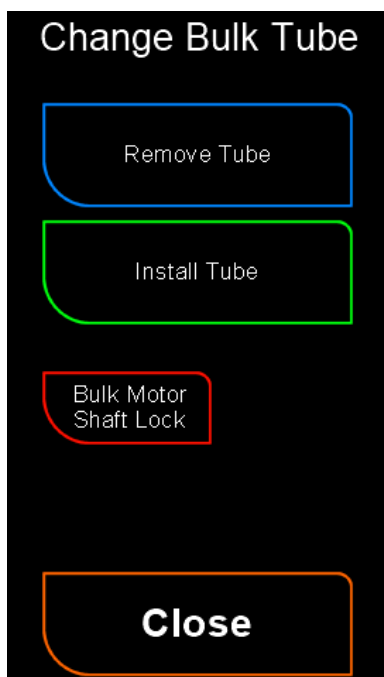 Change Bulk Tube
Remove Tube
Install Tube
Bulk Motor
Shaft Lock
Close